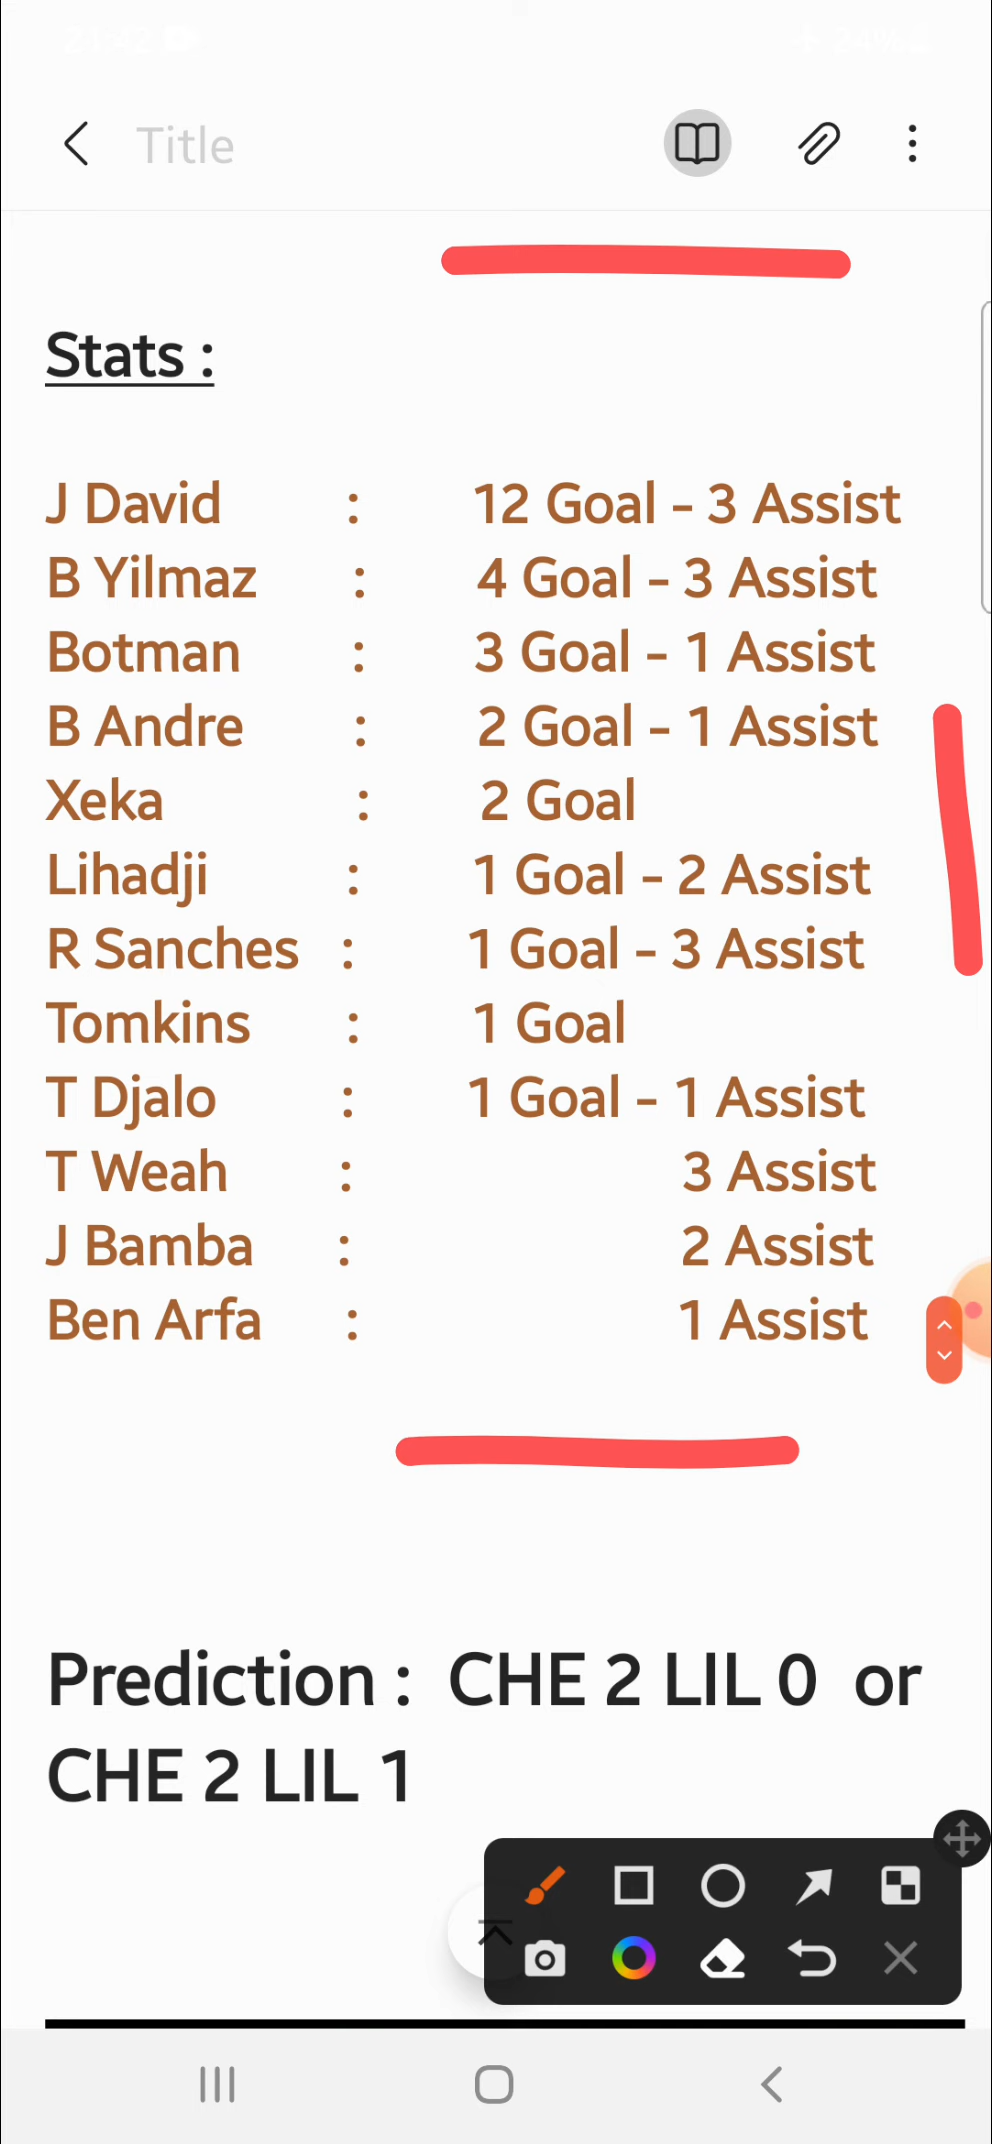 Title
Stats :
J David : 12 Goal - 3 Assist
B Yilmaz : 4 Goal - 3 Assist
Botman : 3 Goal - 1 Assist
B Andre : 2 Goal - 1 Assist
Xeka : 2 Goal
Lihadji : 1 Goal - 2 Assist
R Sanches : 1 Goal - 3 Assist
Tomkins : 1 Goal
T Djalo : 1 Goal - 1 Assist
T Weah : 3 Assist
J Bamba : 2 Assist
Ben Arfa : 1 Assist
Prediction : CHE 2 LIL 0 or
CHE 2 LIL 1